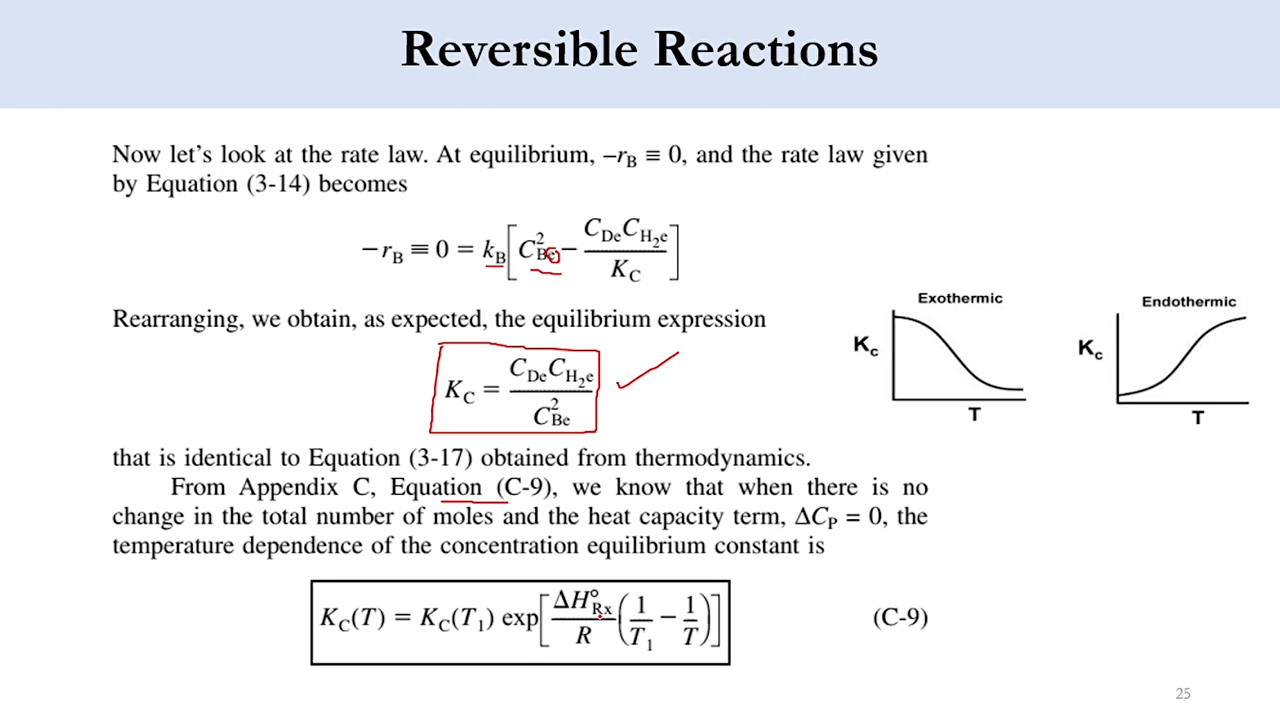 Reversible Reactions
Now let's look at the rate law. At equilibrium, –r_B ≡ 0, and the rate law given
by Equation (3-14) becomes
–r_B ≡ 0 = k_B[C²_Be – C_De C_H₂e / K_C]
Rearranging, we obtain, as expected, the equilibrium expression
K_C = C_De C_H₂e / C²_Be
Exothermic
K_c
T
Endothermic
K_c
T
that is identical to Equation (3-17) obtained from thermodynamics.
From Appendix C, Equation (C-9), we know that when there is no
change in the total number of moles and the heat capacity term, ΔC_P = 0, the
temperature dependence of the concentration equilibrium constant is
K_C(T) = K_C(T₁) exp[ΔH°_Rx / R (1/T₁ – 1/T)] (C-9)
25